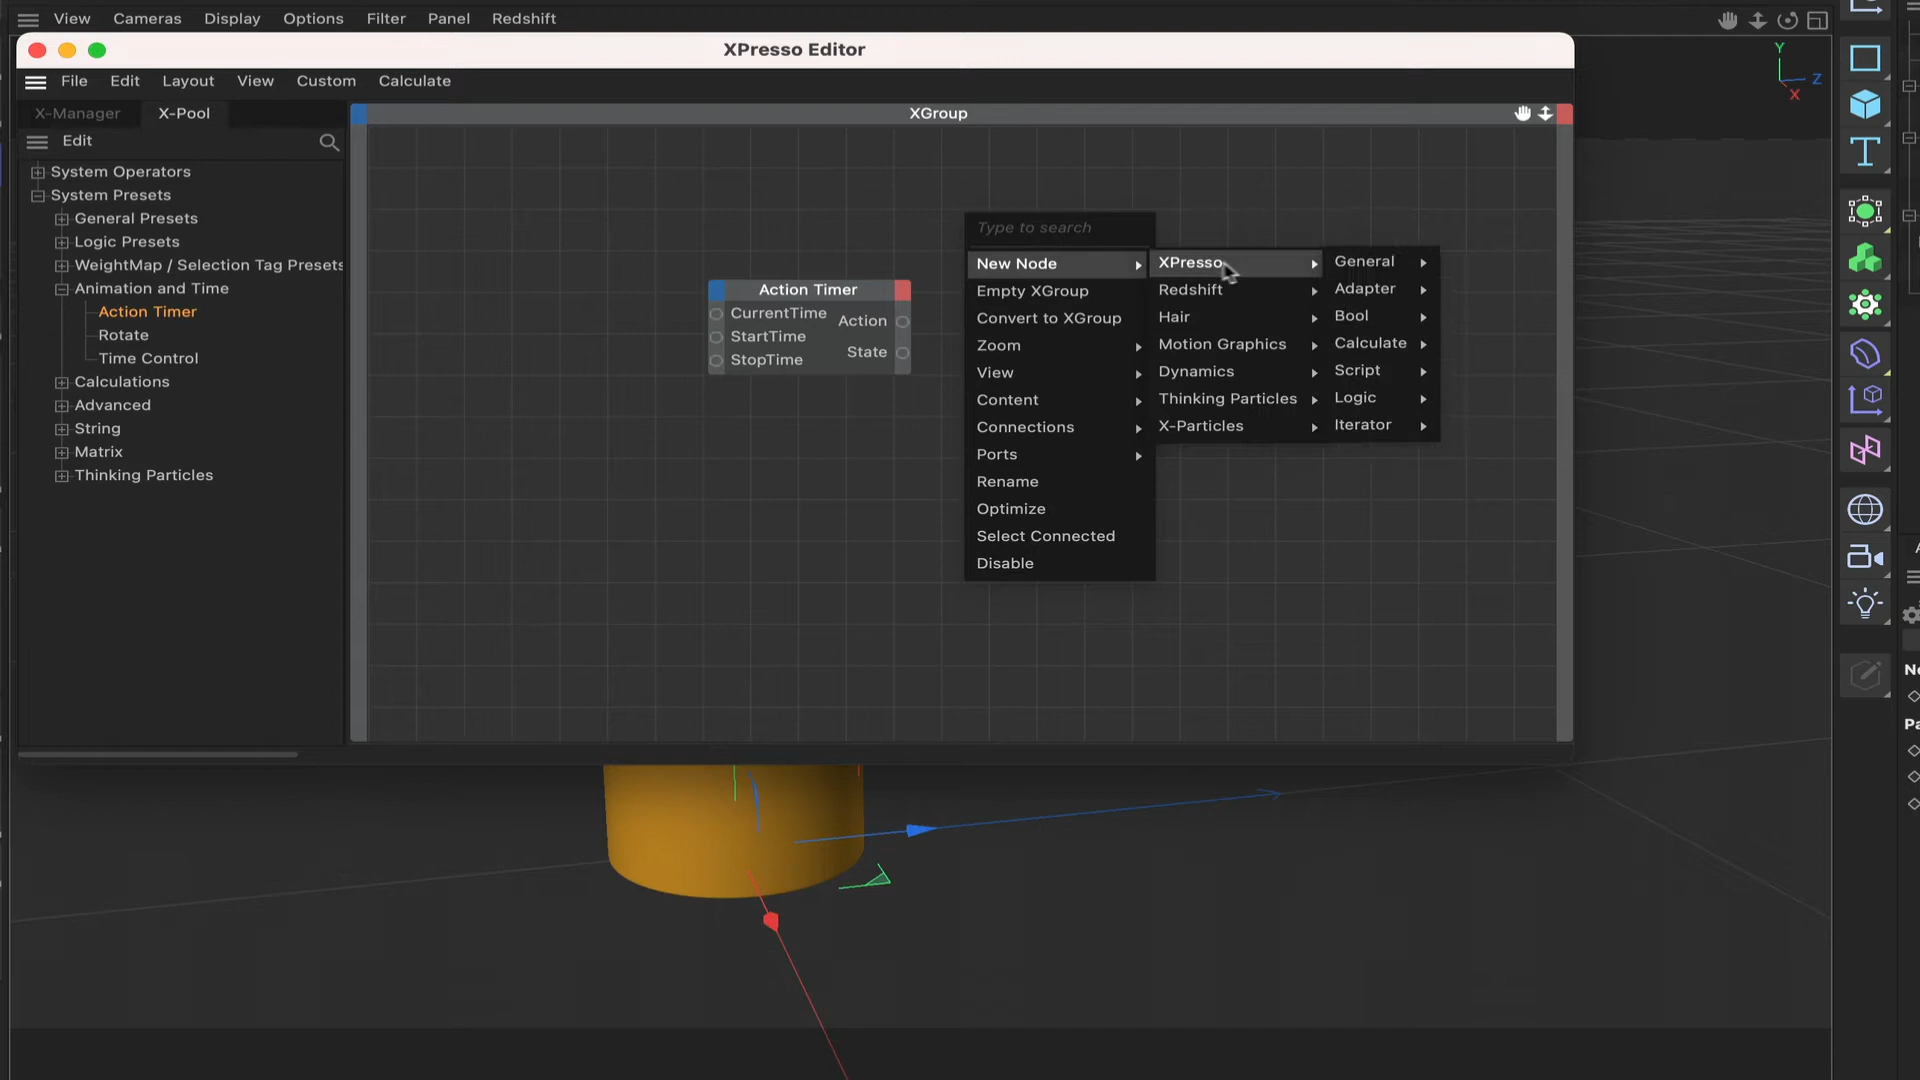 View Cameras Display Options Filter Panel Redshift
XPresso Editor
File Edit Layout View Custom Calculate
X-Manager X-Pool
Edit
System Operators
System Presets
General Presets
Logic Presets
WeightMap / Selection Tag Presets
Animation and Time
Action Timer
Rotate
Time Control
Calculations
Advanced
String
Matrix
Thinking Particles
XGroup
Action Timer
CurrentTime
StartTime
StopTime
Action
State
Type to search
New Node
Empty XGroup
Convert to XGroup
Zoom
View
Content
Connections
Ports
Rename
Optimize
Select Connected
Disable
XPresso
Redshift
Hair
Motion Graphics
Dynamics
Thinking Particles
X-Particles
General
Adapter
Bool
Calculate
Script
Logic
Iterator
Y
Z
X